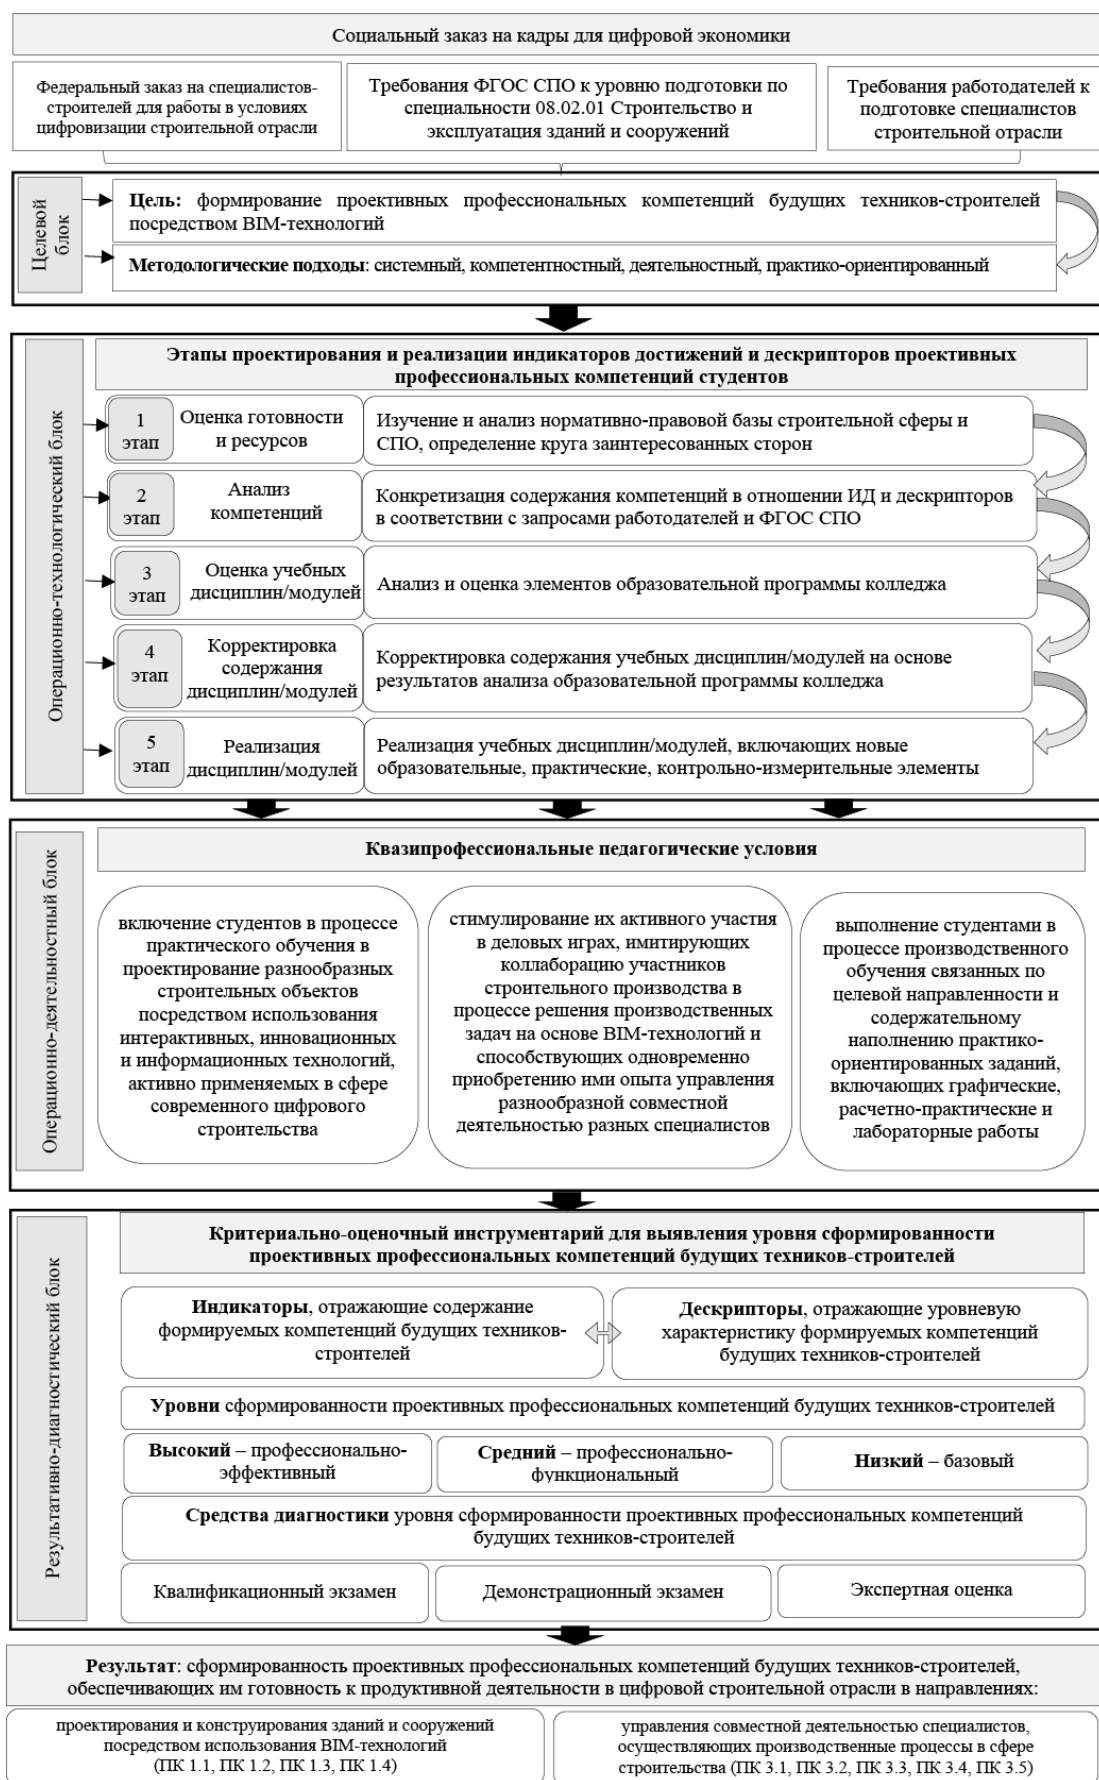 Социальный заказ на кадры для цифровой экономики
Федеральный заказ на специалистов-
строителей для работы в условиях
цифровизации строительной отрасли
Требования ФГОС СПО к уровню подготовки по
специальности 08.02.01 Строительство и
эксплуатация зданий и сооружений
Требования работодателей к
подготовке специалистов
строительной отрасли
Целевой
блок
Цель: формирование проективных профессиональных компетенций будущих техников-строителей
посредством BIM-технологий
Методологические подходы: системный, компетентностный, деятельностный, практико-ориентированный
Операционно-технологический блок
Этапы проектирования и реализации индикаторов достижений и дескрипторов проективных
профессиональных компетенций студентов
1
этап
Оценка готовности
и ресурсов
Изучение и анализ нормативно-правовой базы строительной сферы и
СПО, определение круга заинтересованных сторон
2
этап
Анализ
компетенций
Конкретизация содержания компетенций в отношении ИД и дескрипторов
в соответствии с запросами работодателей и ФГОС СПО
3
этап
Оценка учебных
дисциплин/модулей
Анализ и оценка элементов образовательной программы колледжа
4
этап
Корректировка
содержания
дисциплин/модулей
Корректировка содержания учебных дисциплин/модулей на основе
результатов анализа образовательной программы колледжа
5
этап
Реализация
дисциплин/модулей
Реализация учебных дисциплин/модулей, включающих новые
образовательные, практические, контрольно-измерительные элементы
Операционно-деятельностный блок
Квазипрофессиональные педагогические условия
включение студентов в процессе
практического обучения в
проектирование разнообразных
строительных объектов
посредством использования
интерактивных, инновационных
и информационных технологий,
активно применяемых в сфере
современного цифрового
строительства
стимулирование их активного участия
в деловых играх, имитирующих
коллаборацию участников
строительного производства в
процессе решения производственных
задач на основе BIM-технологий и
способствующих одновременно
приобретению ими опыта управления
разнообразной совместной
деятельностью разных специалистов
выполнение студентами в
процессе производственного
обучения связанных по
целевой направленности и
содержательному
наполнению практико-
ориентированных заданий,
включающих графические,
расчетно-практические и
лабораторные работы
Результативно-диагностический блок
Критериально-оценочный инструментарий для выявления уровня сформированности
проективных профессиональных компетенций будущих техников-строителей
Индикаторы, отражающие содержание
формируемых компетенций будущих техников-
строителей
Дескрипторы, отражающие уровневую
характеристику формируемых компетенций
будущих техников-строителей
Уровни сформированности проективных профессиональных компетенций будущих техников-строителей
Высокий – профессионально-
эффективный
Средний – профессионально-
функциональный
Низкий – базовый
Средства диагностики уровня сформированности проективных профессиональных компетенций
будущих техников-строителей
Квалификационный экзамен
Демонстрационный экзамен
Экспертная оценка
Результат: сформированность проективных профессиональных компетенций будущих техников-строителей,
обеспечивающих им готовность к продуктивной деятельности в цифровой строительной отрасли в направлениях:
проектирования и конструирования зданий и сооружений
посредством использования BIM-технологий
(ПК 1.1, ПК 1.2, ПК 1.3, ПК 1.4)
управления совместной деятельностью специалистов,
осуществляющих производственные процессы в сфере
строительства (ПК 3.1, ПК 3.2, ПК 3.3, ПК 3.4, ПК 3.5)